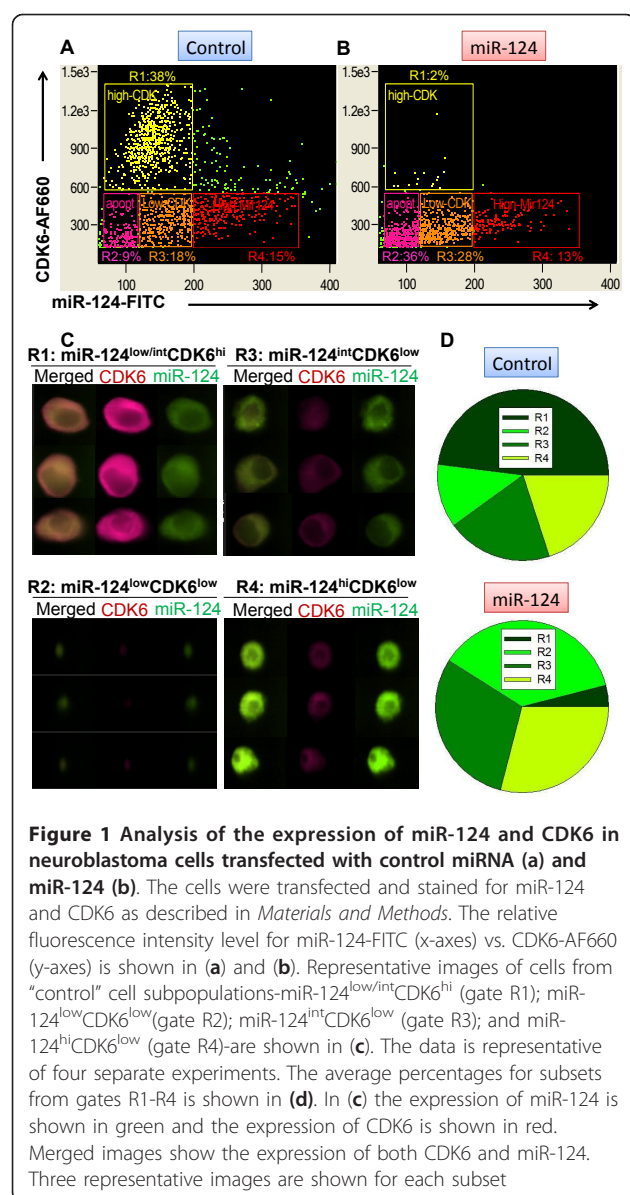 A Control B miR-124
CDK6-AF660
1.5e3
1.2e3
900
600
300
R1:38%
high-CDK
apopt Low-CDK
R2:9% R3:18% R4:15%
100 200 300 400
1.5e3
1.2e3
900
600
300
R1:2%
high-CDK
apopt Low-CDK High-Mir124
R2:36% R3:28% R4: 13%
100 200 300 400
miR-124-FITC
C
R1: miR-124low/intCDK6hi
Merged CDK6 miR-124
R3: miR-124intCDK6low
Merged CDK6 miR-124
R2: miR-124lowCDK6low
Merged CDK6 miR-124
R4: miR-124hiCDK6low
Merged CDK6 miR-124
D
Control
R1
R2
R3
R4
miR-124
R1
R2
R3
R4
Figure 1 Analysis of the expression of miR-124 and CDK6 in
neuroblastoma cells transfected with control miRNA (a) and
miR-124 (b). The cells were transfected and stained for miR-124
and CDK6 as described in Materials and Methods. The relative
fluorescence intensity level for miR-124-FITC (x-axes) vs. CDK6-AF660
(y-axes) is shown in (a) and (b). Representative images of cells from
“control” cell subpopulations-miR-124low/intCDK6hi (gate R1); miR-
124lowCDK6low(gate R2); miR-124intCDK6low (gate R3); and miR-
124hiCDK6low (gate R4)-are shown in (c). The data is representative
of four separate experiments. The average percentages for subsets
from gates R1-R4 is shown in (d). In (c) the expression of miR-124 is
shown in green and the expression of CDK6 is shown in red.
Merged images show the expression of both CDK6 and miR-124.
Three representative images are shown for each subset